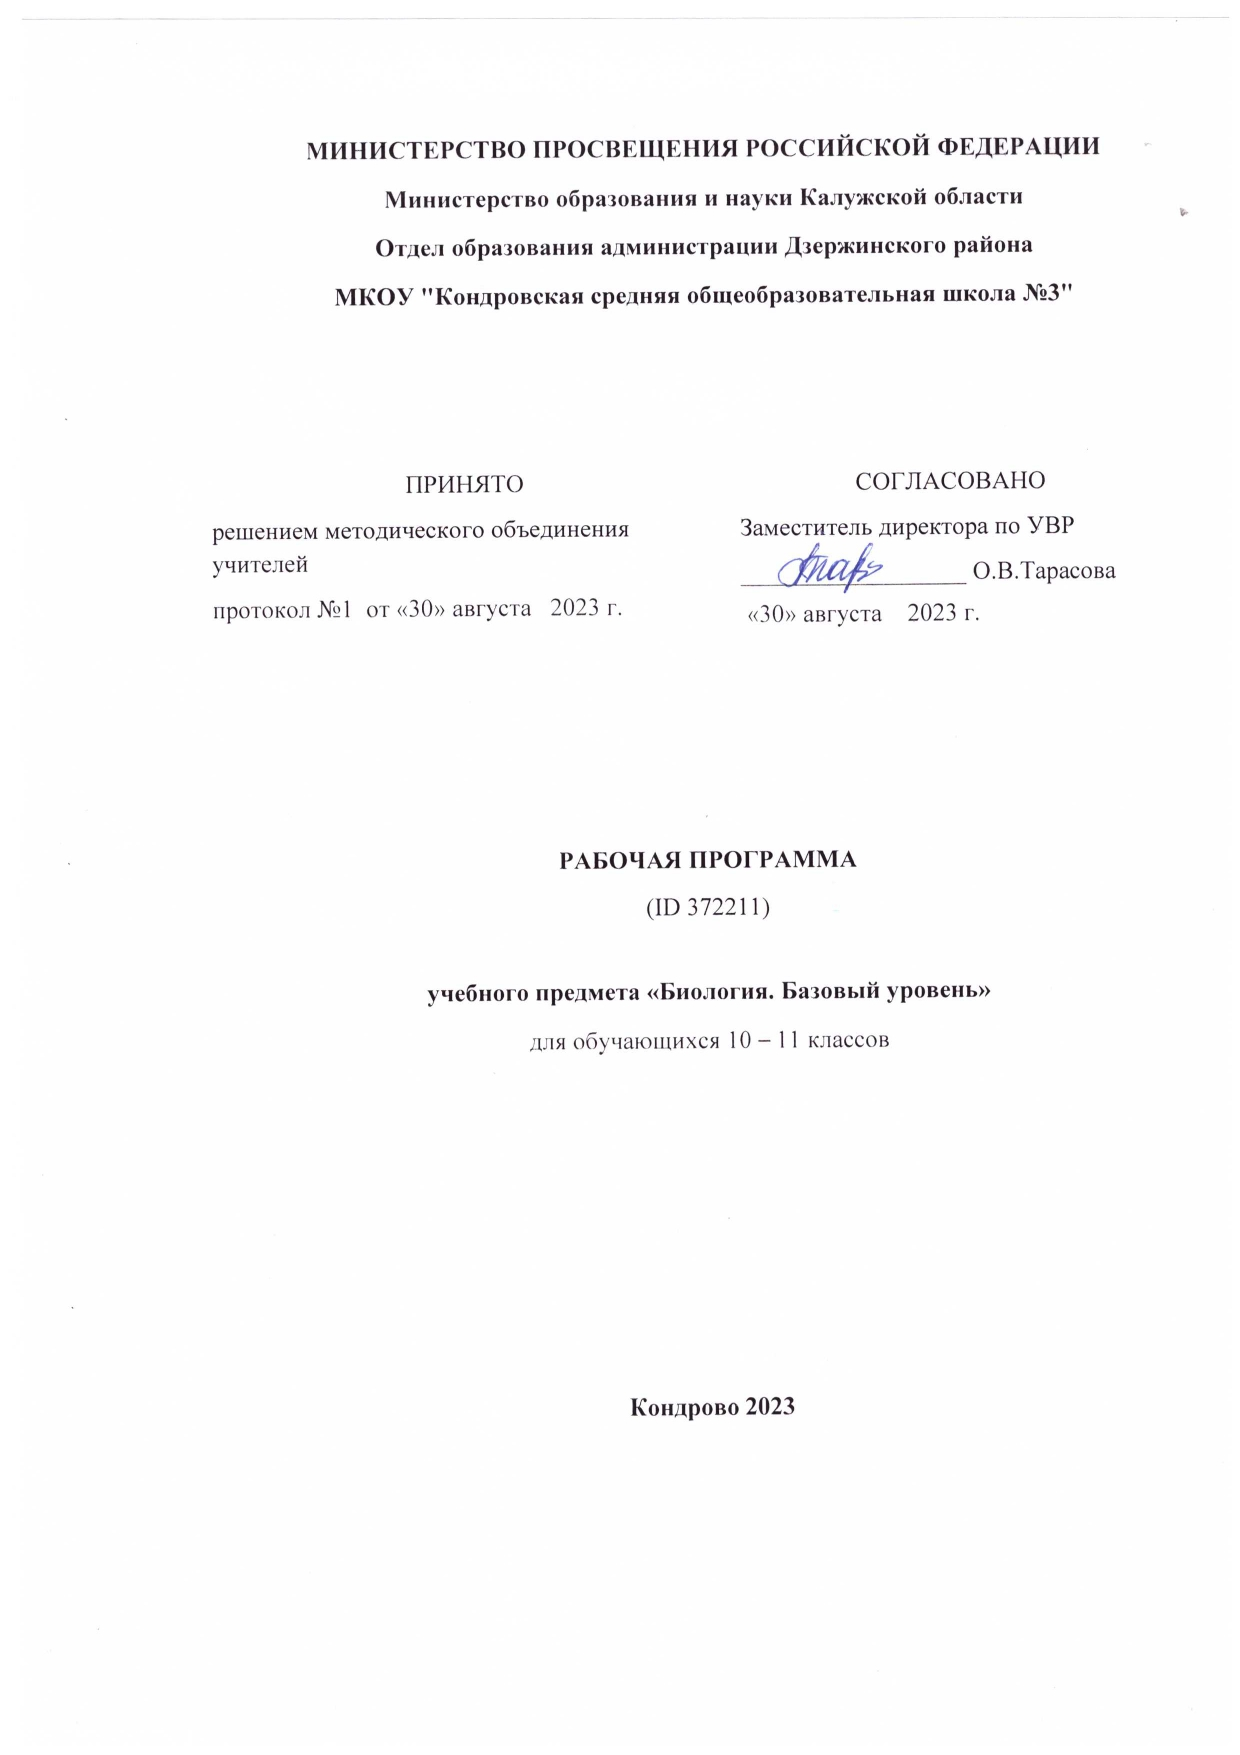 МИНИСТЕРСТВО ПРОСВЕЩЕНИЯ РОССИЙСКОЙ ФЕДЕРАЦИИ
Министерство образования и науки Калужской области
Отдел образования администрации Дзержинского района
МКОУ "Кондровская средняя общеобразовательная школа №3"
ПРИНЯТО
решением методического объединения
учителей
протокол №1 от «30» августа 2023 г.
СОГЛАСОВАНО
Заместитель директора по УВР
__________________ О.В.Тарасова
«30» августа 2023 г.
РАБОЧАЯ ПРОГРАММА
(ID 372211)
учебного предмета «Биология. Базовый уровень»
для обучающихся 10 – 11 классов
Кондрово 2023